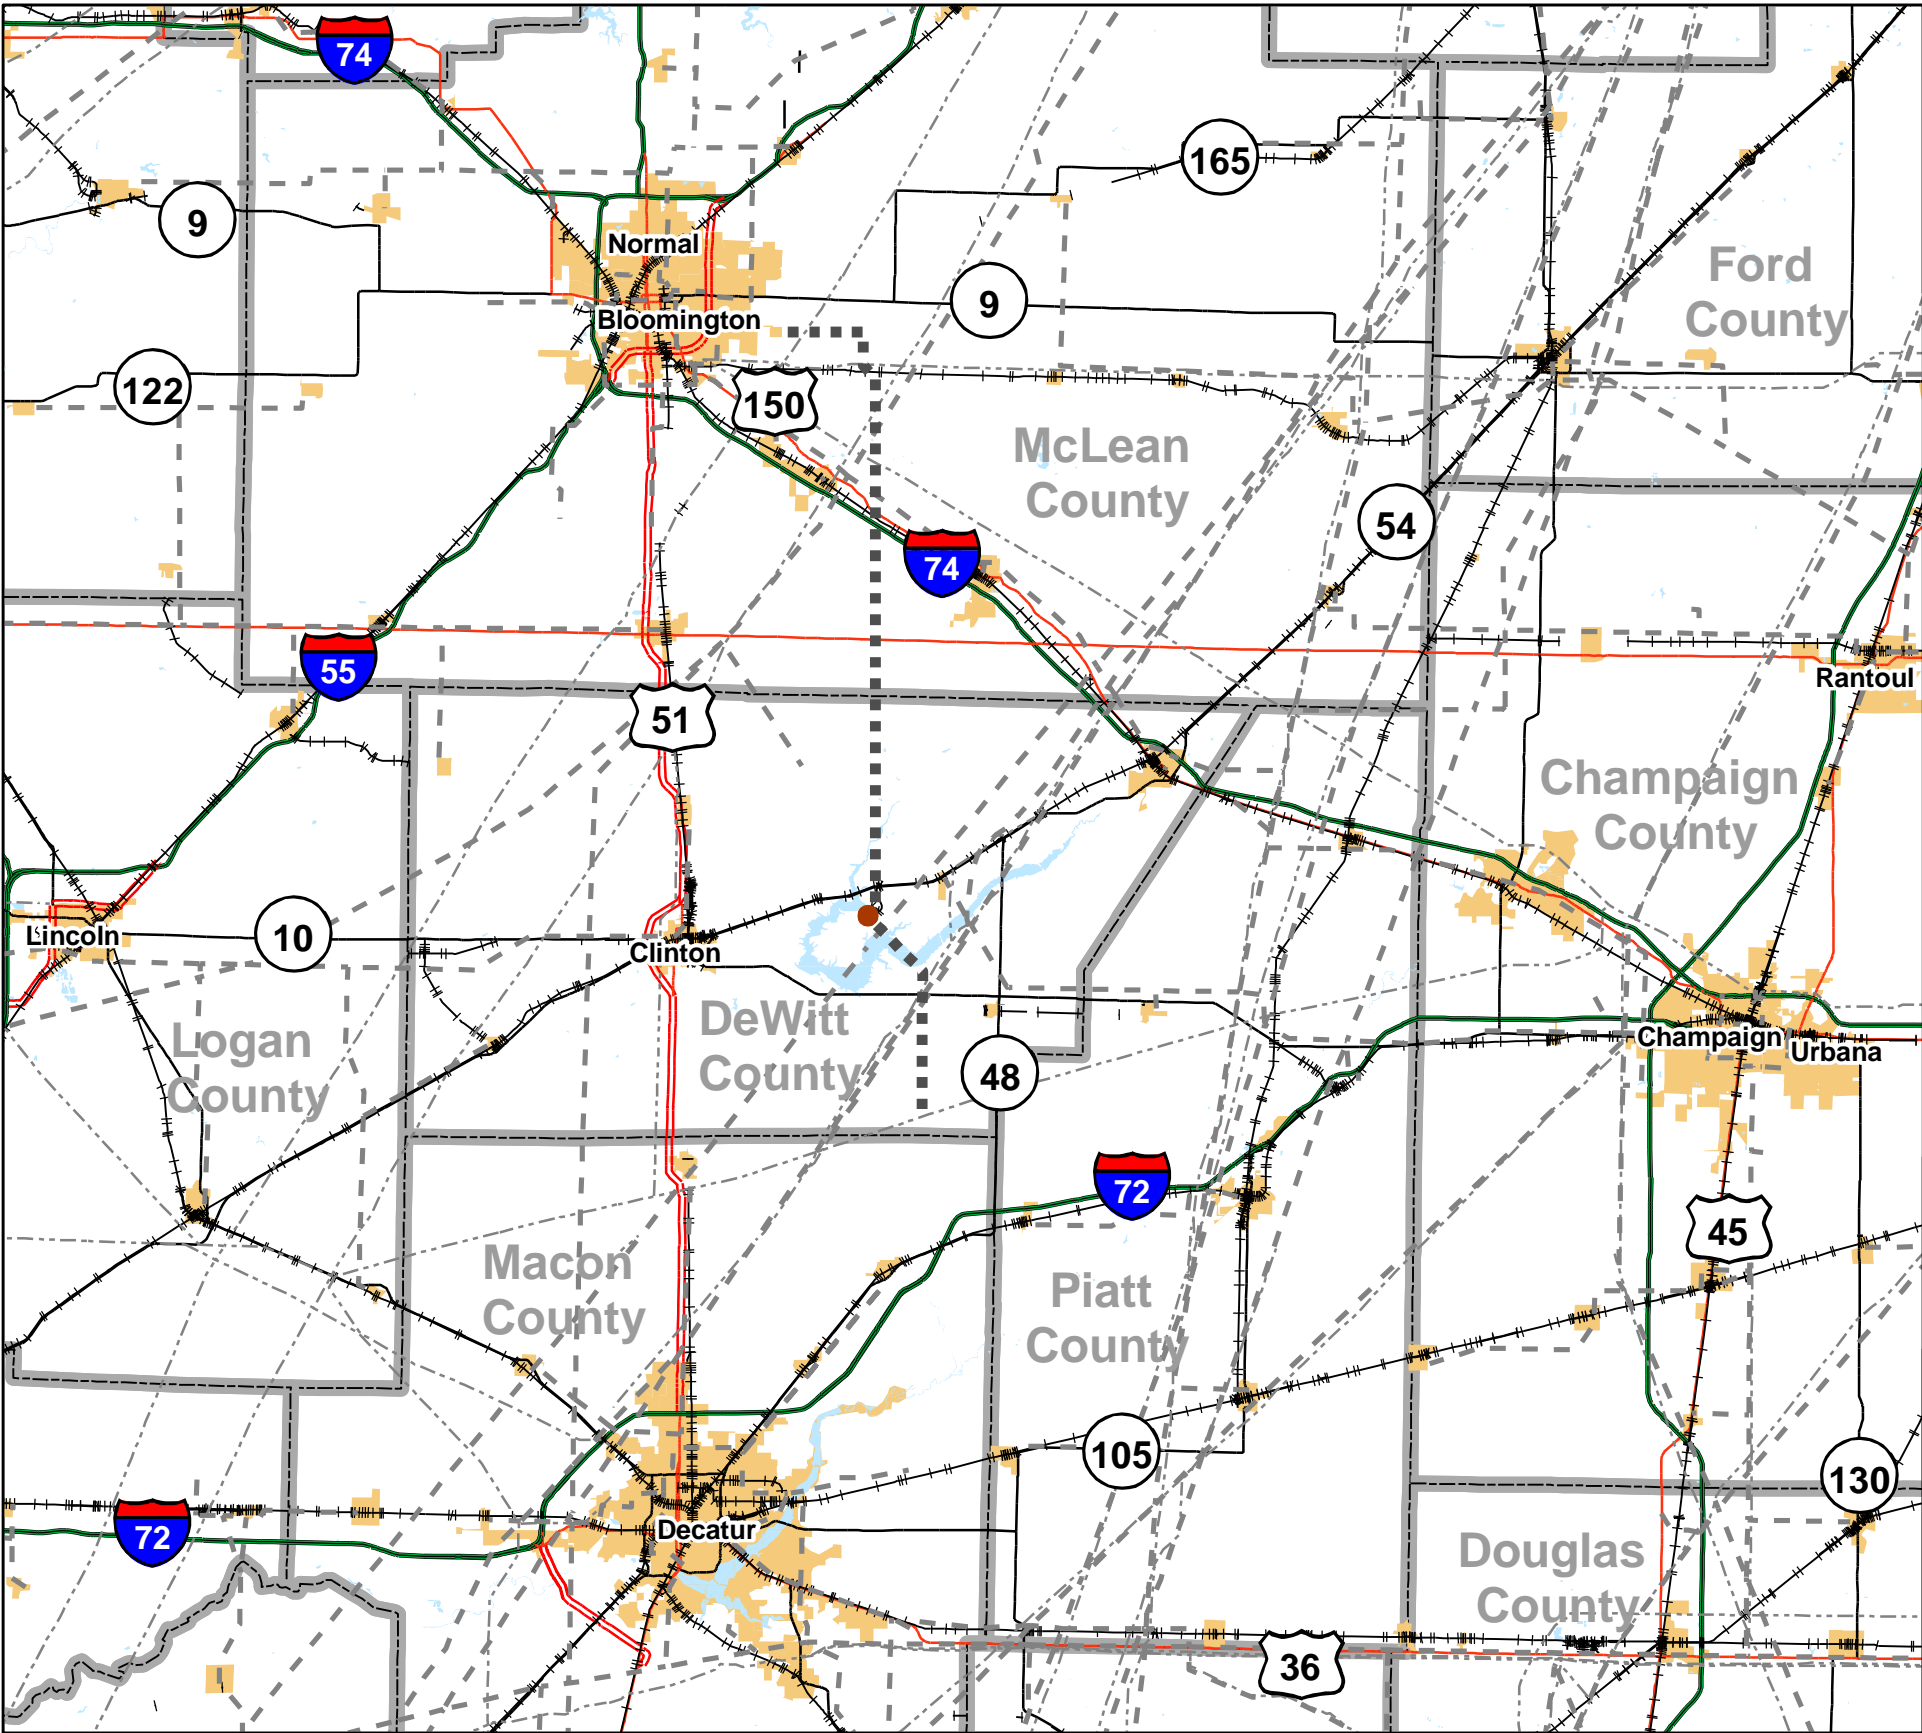 74
165
9
Normal
Ford
County
9
Bloomington
122
150
McLean
County
54
74
55
Rantoul
51
Champaign
County
Lincoln
10
Clinton
DeWitt
County
Logan
County
48
Champaign
Urbana
72
45
Macon
County
Piatt
County
105
130
72
Decatur
Douglas
County
36